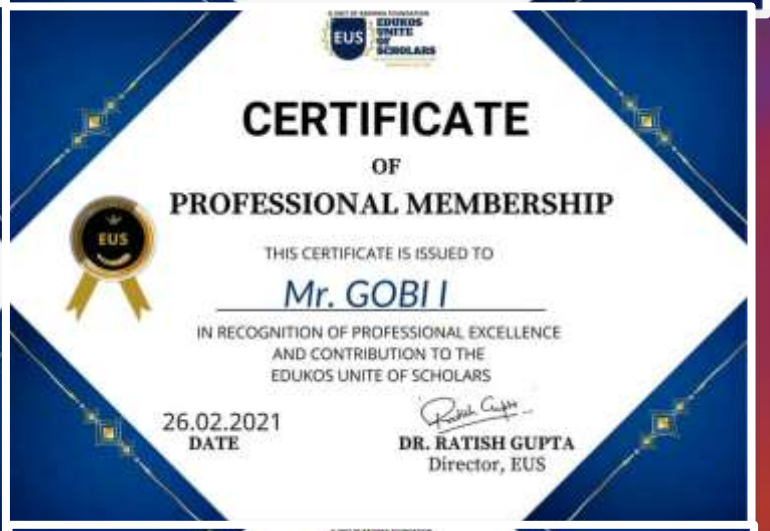 EUS
EDUKOS
UNITE
OF
SCHOLARS
CERTIFICATE
OF
PROFESSIONAL MEMBERSHIP
EUS
THIS CERTIFICATE IS ISSUED TO
Mr. GOBI I
IN RECOGNITION OF PROFESSIONAL EXCELLENCE
AND CONTRIBUTION TO THE
EDUKOS UNITE OF SCHOLARS
26.02.2021
DATE
Ratish Gupta
DR. RATISH GUPTA
Director, EUS